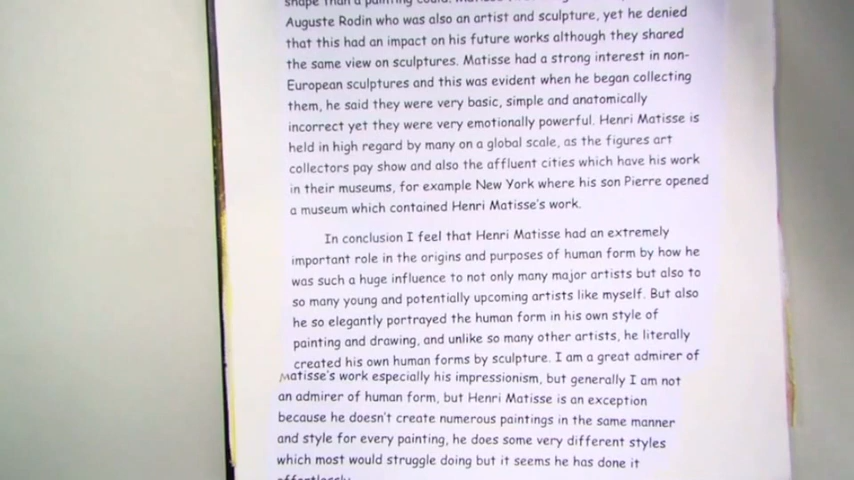 shape than a painting could.
Auguste Rodin who was also an artist and sculpture, yet he denied
that this had an impact on his future works although they shared
the same view on sculptures. Matisse had a strong interest in non-
European sculptures and this was evident when he began collecting
them, he said they were very basic, simple and anatomically
incorrect yet they were very emotionally powerful. Henri Matisse is
held in high regard by many on a global scale, as the figures art
collectors pay show and also the affluent cities which have his work
in their museums, for example New York where his son Pierre opened
a museum which contained Henri Matisse's work.
In conclusion I feel that Henri Matisse had an extremely
important role in the origins and purposes of human form by how he
was such a huge influence to not only many major artists but also to
so many young and potentially upcoming artists like myself. But also
he so elegantly portrayed the human form in his own style of
painting and drawing, and unlike so many other artists, he literally
created his own human forms by sculpture. I am a great admirer of
Matisse's work especially his impressionism, but generally I am not
an admirer of human form, but Henri Matisse is an exception
because he doesn't create numerous paintings in the same manner
and style for every painting, he does some very different styles
which most would struggle doing but it seems he has done it
effortlessly